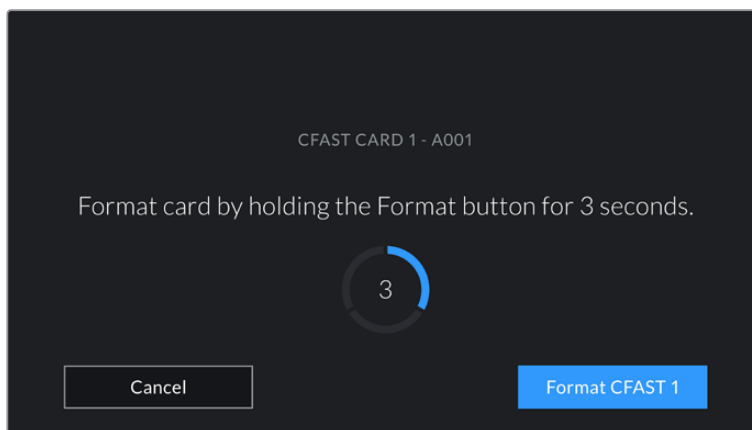 CFAST CARD 1 - A001
Format card by holding the Format button for 3 seconds.
3
Cancel
Format CFAST 1